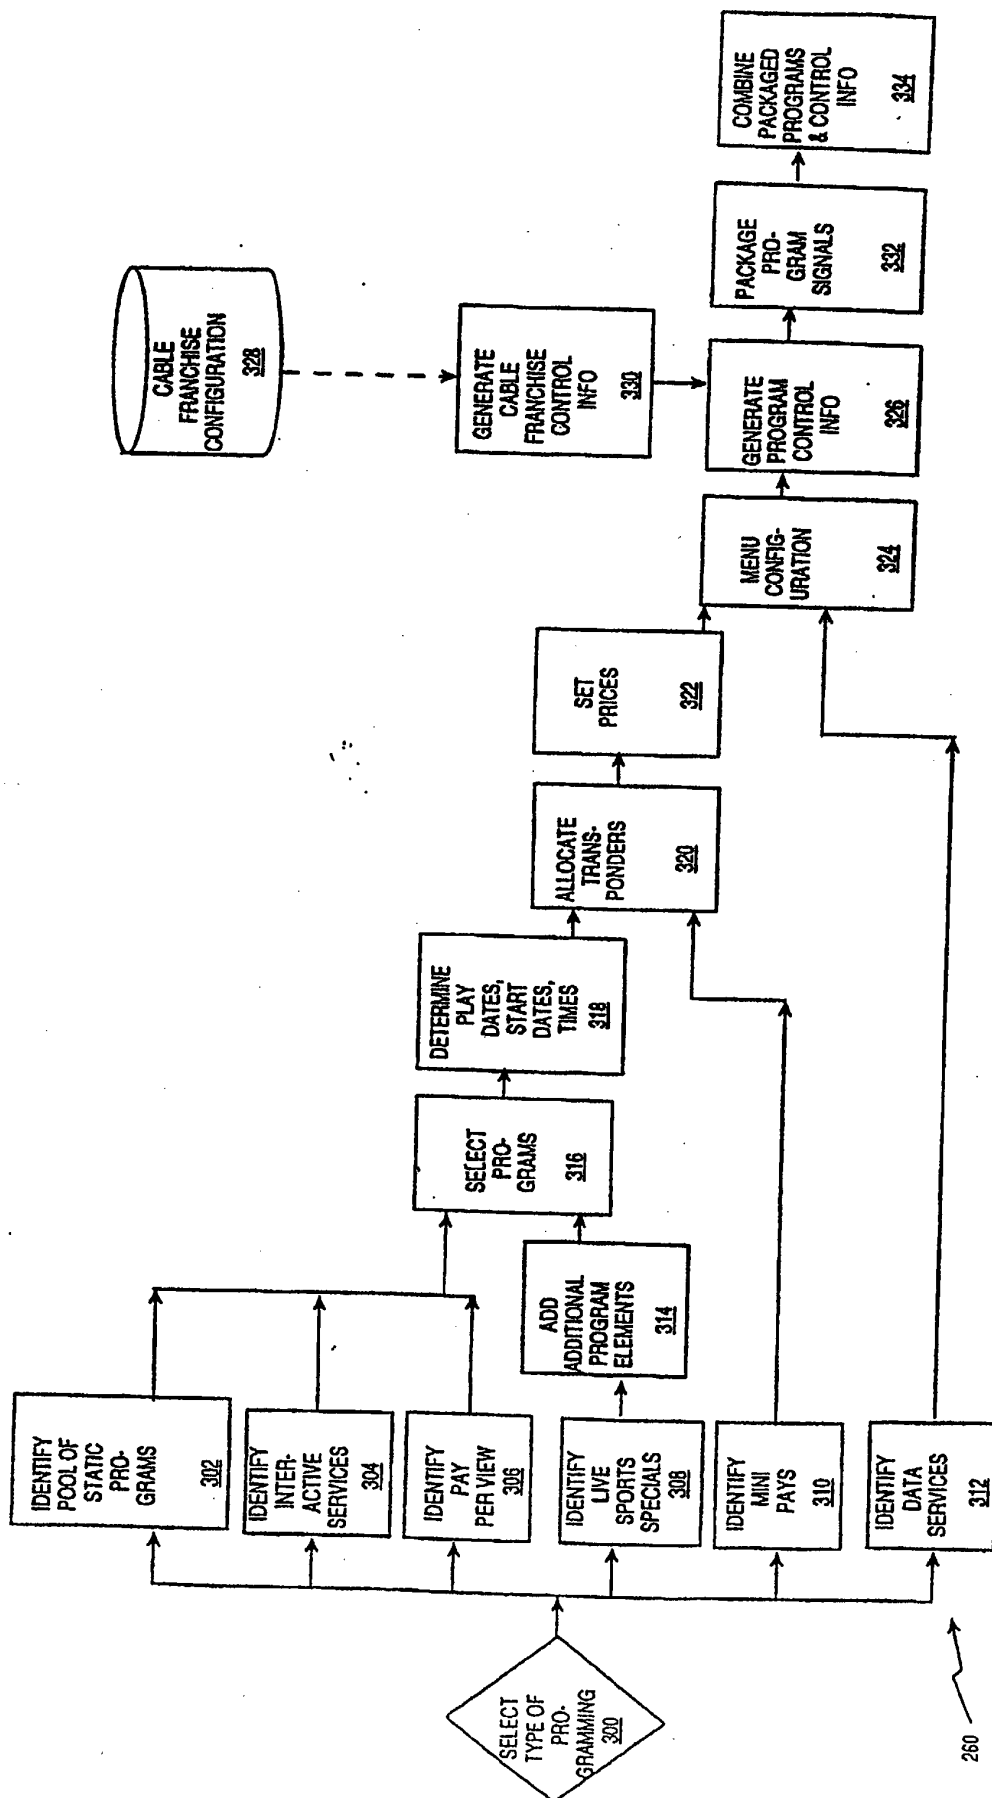 SELECT
TYPE OF
PRO-
GRAMMING
300
IDENTIFY
POOL OF
STATIC
PRO-
GRAMS
302
IDENTIFY
INTER-
ACTIVE
SERVICES
304
IDENTIFY
PAY
PER VIEW
306
IDENTIFY
LIVE
SPORTS
SPECIALS
308
IDENTIFY
MINI
PAYS
310
IDENTIFY
DATA
SERVICES
312
ADD
ADDITIONAL
PROGRAM
ELEMENTS
314
SELECT
PRO-
GRAMS
316
DETERMINE
PLAY
DATES,
START
DATES,
TIMES
318
ALLOCATE
TRANS-
PONDERS
320
SET
PRICES
322
MENU
CONFIG-
URATION
324
CABLE
FRANCHISE
CONFIGURATION
328
GENERATE
CABLE
FRANCHISE
CONTROL
INFO
330
GENERATE
PROGRAM
CONTROL
INFO
326
PACKAGE
PRO-
GRAM
SIGNALS
332
COMBINE
PACKAGED
PROGRAMS
& CONTROL
INFO
334
260